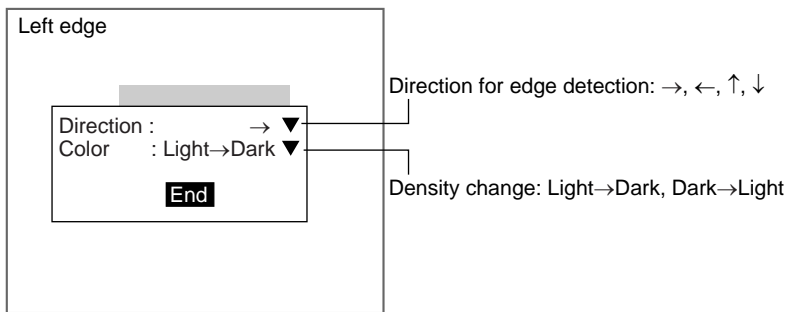 Left edge
Direction for edge detection: →, ←, ↑, ↓
Direction : → ▼
Color : Light→Dark ▼
End
Density change: Light→Dark, Dark→Light